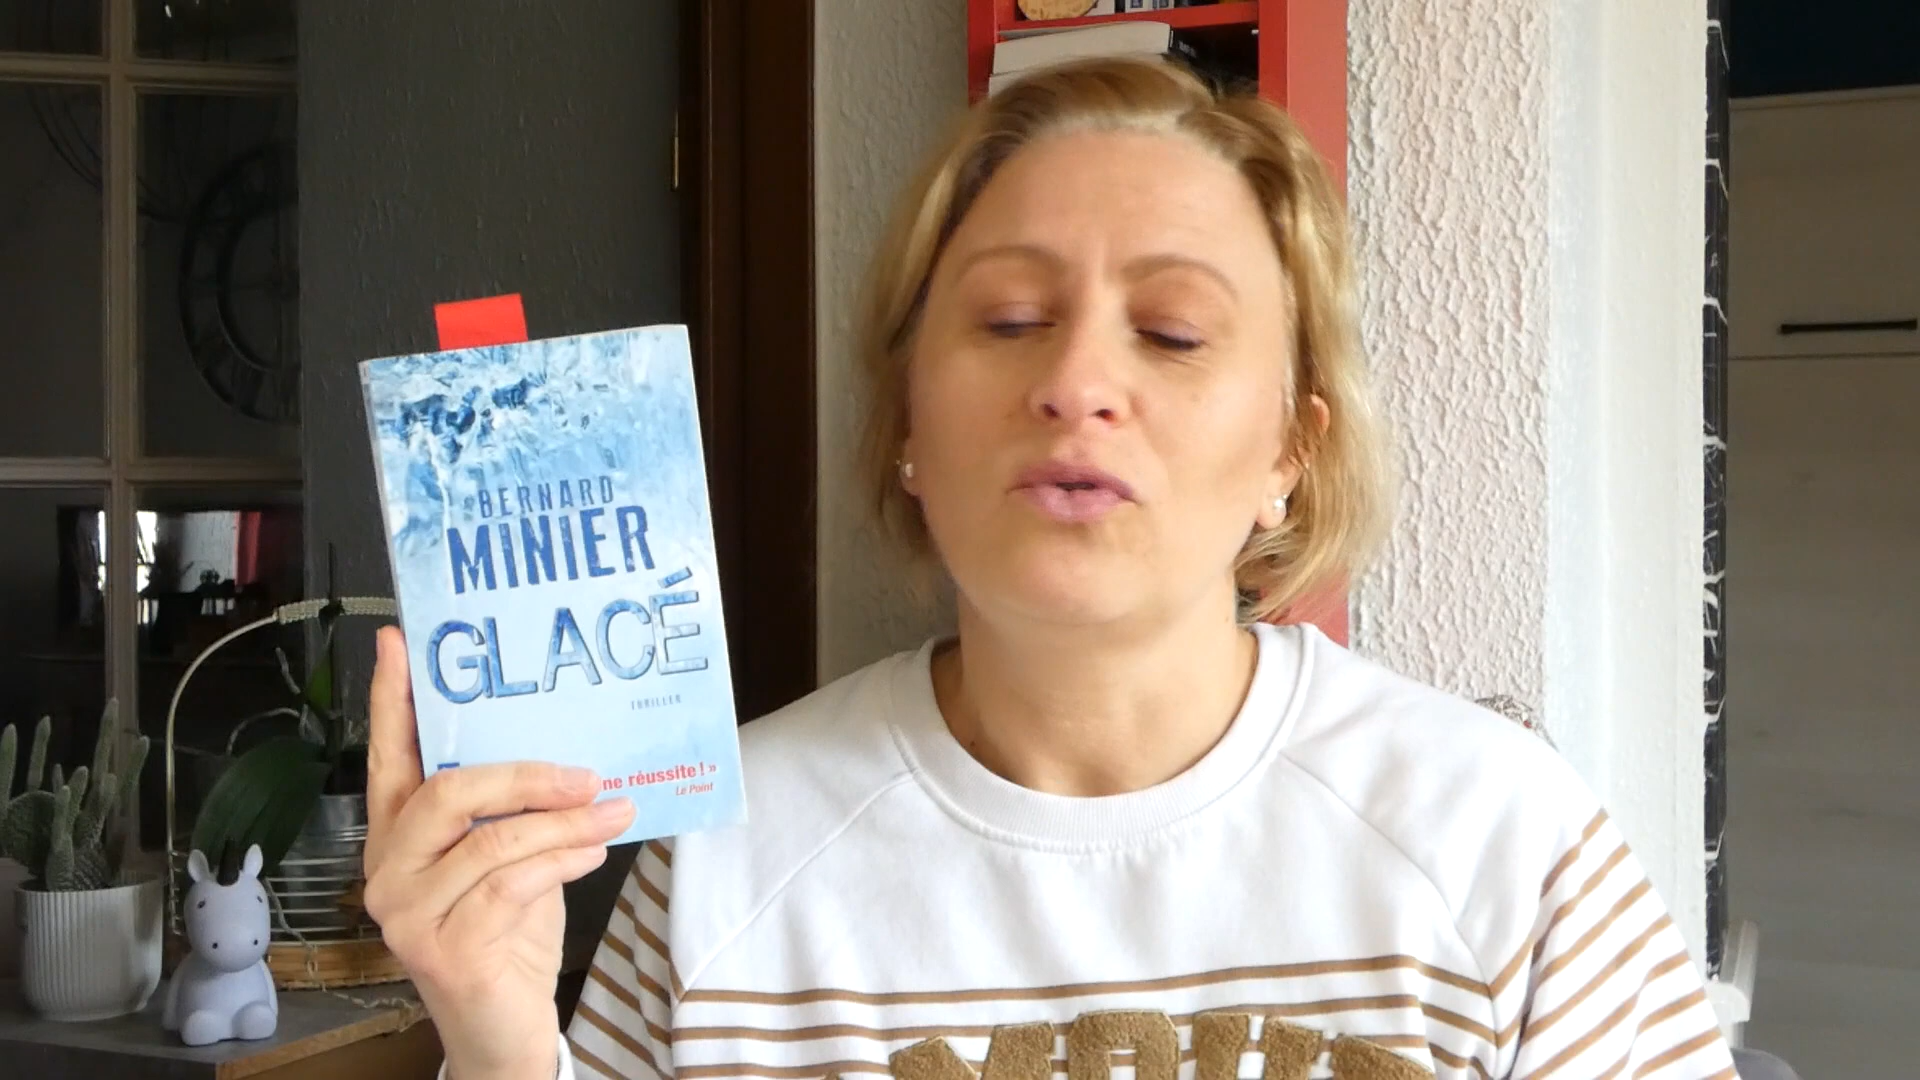 BERNARD
MINIER
GLACÉ
THRILLER
ne réussite ! »
Le Point